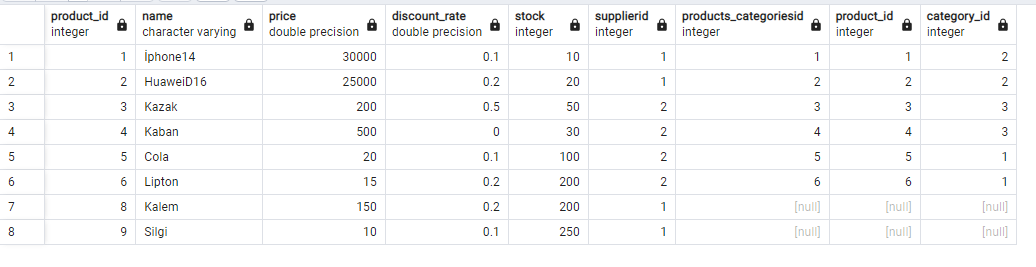 product_id name price discount_rate stock supplierid products_categoriesid product_id category_id
integer character varying double precision double precision integer integer integer integer integer
1 1 İphone14 30000 0.1 10 1 1 1 2
2 2 HuaweiD16 25000 0.2 20 1 2 2 2
3 3 Kazak 200 0.5 50 2 3 3 3
4 4 Kaban 500 0 30 2 4 4 3
5 5 Cola 20 0.1 100 2 5 5 1
6 6 Lipton 15 0.2 200 2 6 6 1
7 8 Kalem 150 0.2 200 1 [null] [null] [null]
8 9 Silgi 10 0.1 250 1 [null] [null] [null]